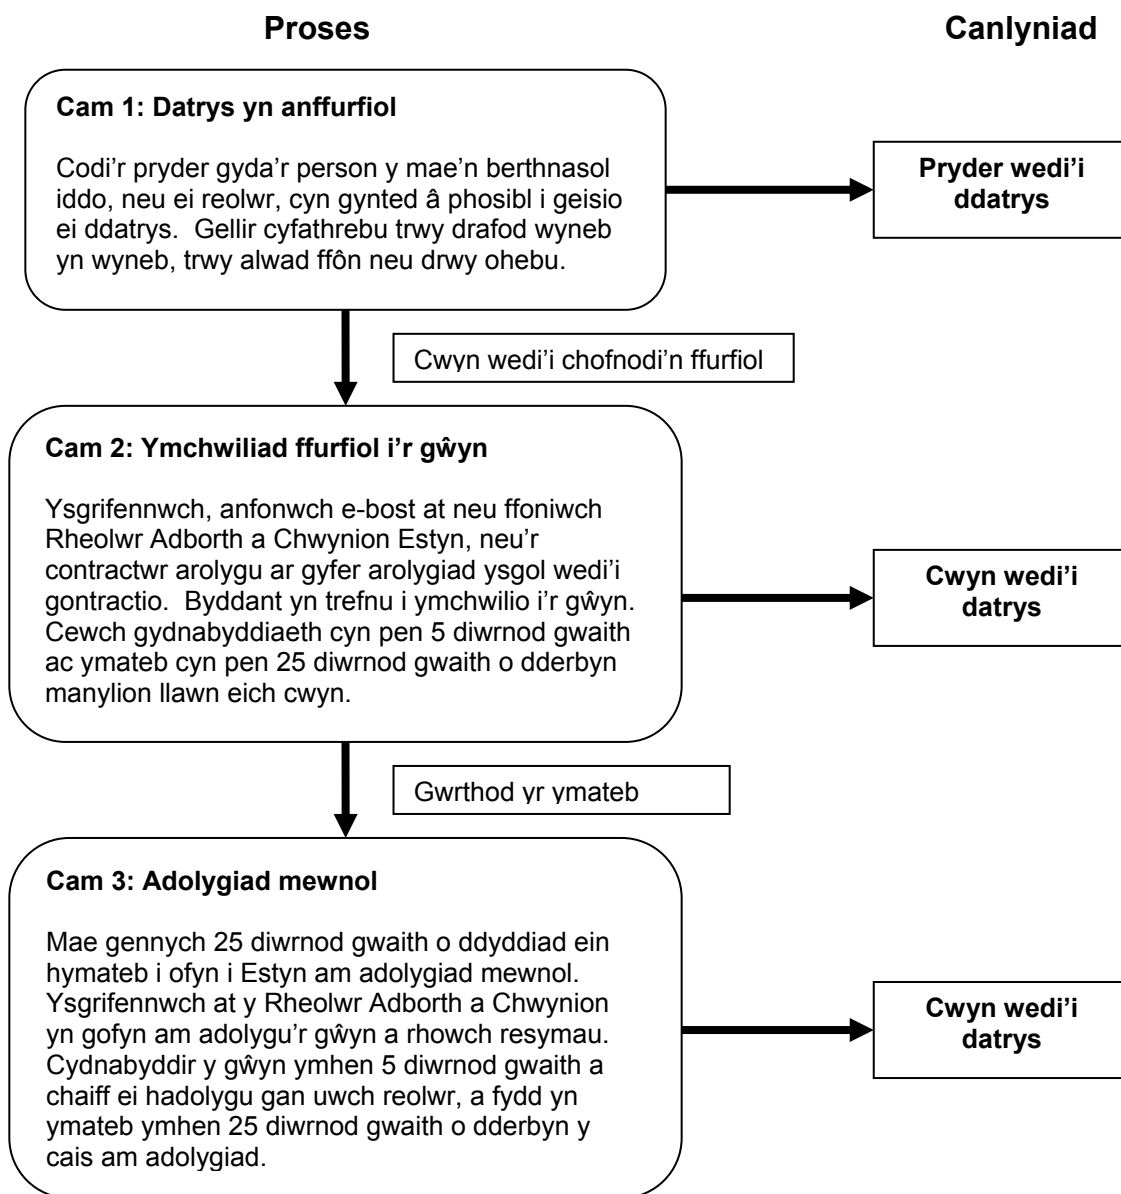 Proses
Canlyniad
Cam 1: Datrys yn anffurfiol
Codi’r pryder gyda’r person y mae’n berthnasol
iddo, neu ei reolwr, cyn gynted â phosibl i geisio
ei ddatrys.  Gellir cyfathrebu trwy drafod wyneb
yn wyneb, trwy alwad ffôn neu drwy ohebu.
Pryder wedi’i
ddatrys
Cwyn wedi’i chofnodi’n ffurfiol
Cam 2: Ymchwiliad ffurfiol i’r gŵyn
Ysgrifennwch, anfonwch e-bost at neu ffoniwch
Rheolwr Adborth a Chwynion Estyn, neu’r
contractwr arolygu ar gyfer arolygiad ysgol wedi’i
gontractio.  Byddant yn trefnu i ymchwilio i’r gŵyn.
Cewch gydnabyddiaeth cyn pen 5 diwrnod gwaith
ac ymateb cyn pen 25 diwrnod gwaith o dderbyn
manylion llawn eich cwyn.
Cwyn wedi’i
datrys
Gwrthod yr ymateb
Cam 3: Adolygiad mewnol
Mae gennych 25 diwrnod gwaith o ddyddiad ein
hymateb i ofyn i Estyn am adolygiad mewnol.
Ysgrifennwch at y Rheolwr Adborth a Chwynion
yn gofyn am adolygu’r gŵyn a rhowch resymau.
Cydnabyddir y gŵyn ymhen 5 diwrnod gwaith a
chaiff ei hadolygu gan uwch reolwr, a fydd yn
ymateb ymhen 25 diwrnod gwaith o dderbyn y
cais am adolygiad.
Cwyn wedi’i
datrys